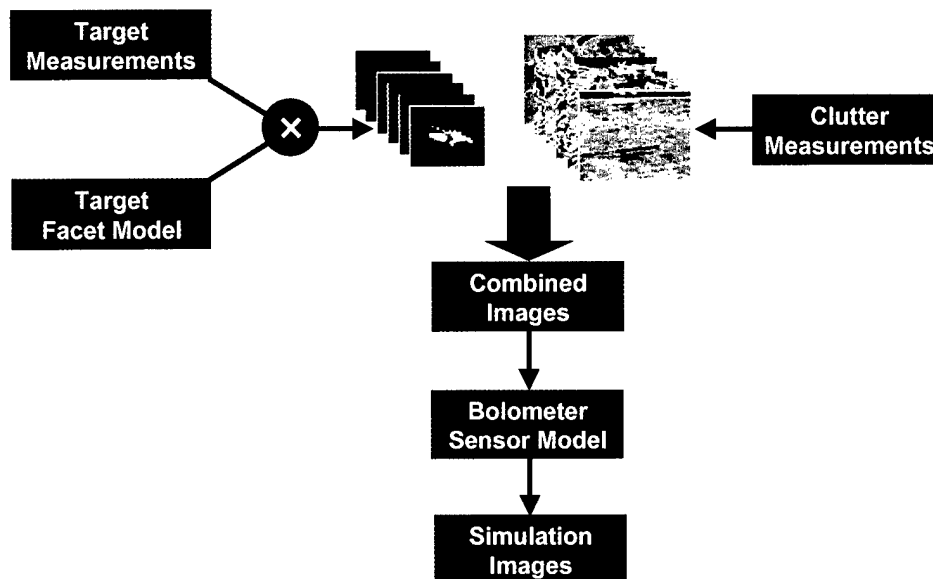 Target
Measurements
×
Clutter
Measurements
Target
Facet Model
Combined
Images
Bolometer
Sensor Model
Simulation
Images